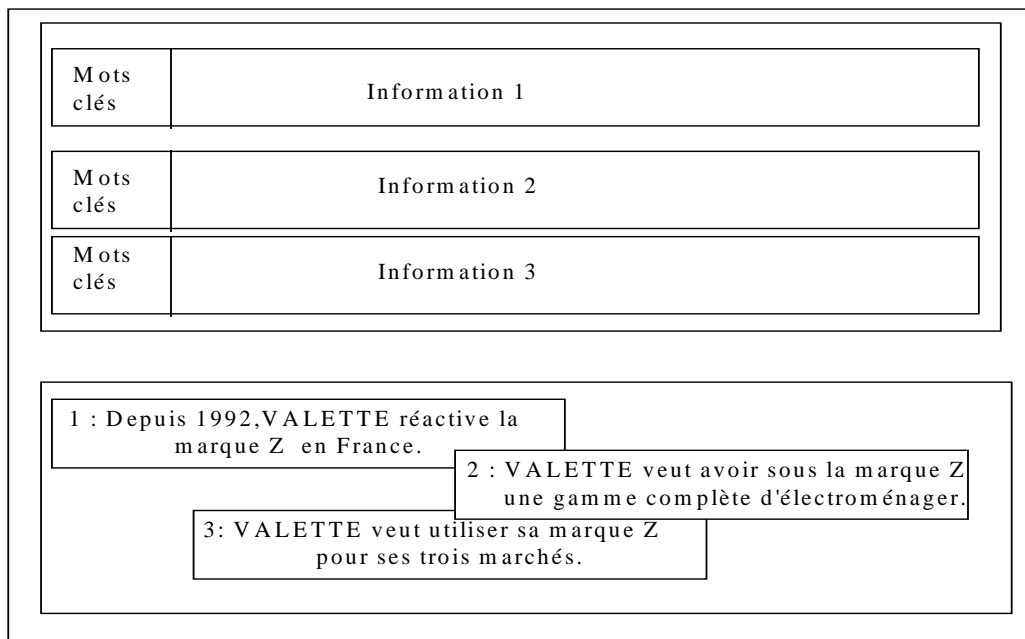 Mots
clés
Information 1
Mots
clés
Information 2
Mots
clés
Information 3
1 : Depuis 1992,VALETTE réactive la
marque Z en France.
2 : VALETTE veut avoir sous la marque Z
une gamme complète d'électroménager.
3: VALETTE veut utiliser sa marque Z
pour ses trois marchés.